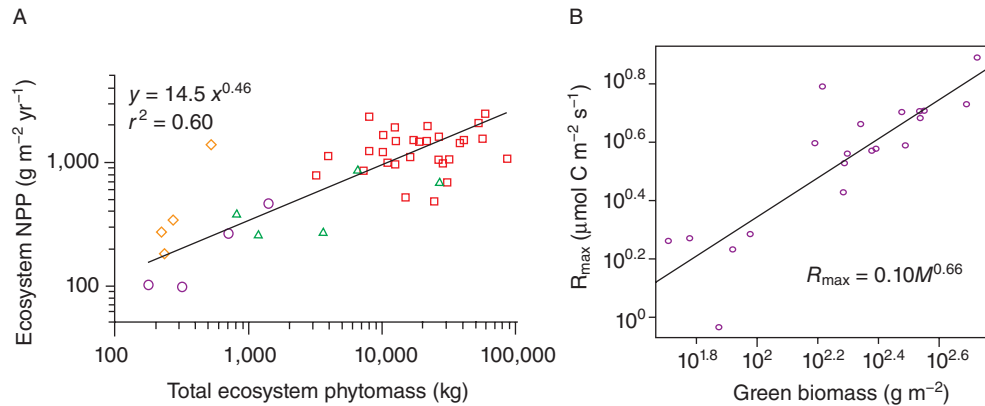 A
Ecosystem NPP (g m⁻² yr⁻¹)
y = 14.5 x^0.46
r² = 0.60
1,000
100
100 1,000 10,000 100,000
Total ecosystem phytomass (kg)
B
R_max (μmol C m⁻² s⁻¹)
10^0.8
10^0.6
10^0.4
10^0.2
10^0
R_max = 0.10M^0.66
10^1.8 10^2 10^2.2 10^2.4 10^2.6
Green biomass (g m⁻²)